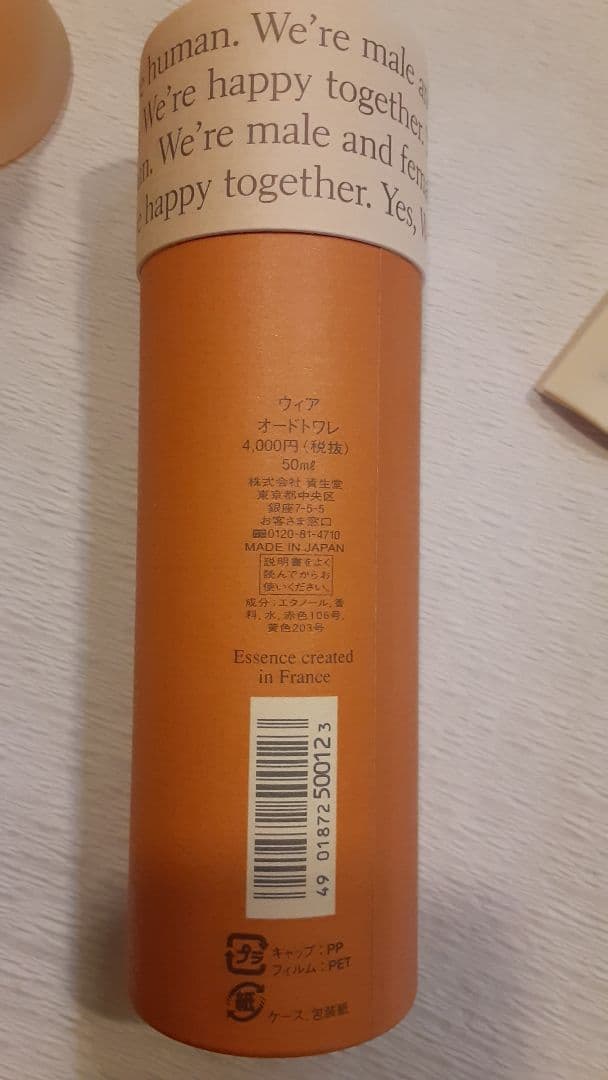 human. We're male
We're happy together.
We're male and
happy together. Yes,
ウィア
オードトワレ
4,000円(税抜)
50mℓ
株式会社 資生堂
東京都中央区
銀座7-5-5
お客さま窓口
0120-81-4710
MADE IN JAPAN
説明書をよく
読んでからお
使いください。
成分:エタノール、香
料、水、赤色106号、
黄色203号
Essence created
in France
4901872500123
プラ
キャップ:PP
フィルム:PET
紙
ケース、包装紙